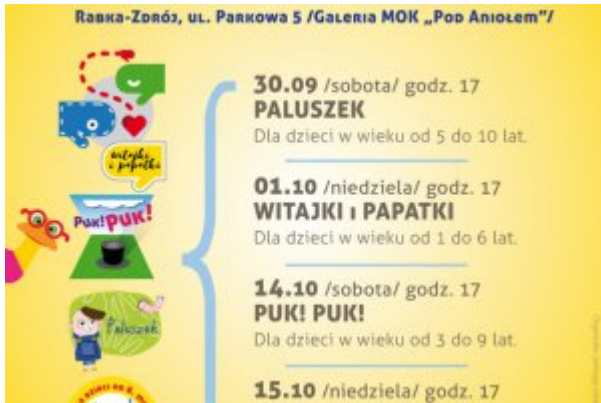 Rabka-Zdrój, ul. Parkowa 5 /Galeria MOK „Pod Aniołem”/
30.09 /sobota/ godz. 17
PALUSZEK
Dla dzieci w wieku od 5 do 10 lat.
witajki
i papatki
01.10 /niedziela/ godz. 17
WITAJKI i PAPATKI
Dla dzieci w wieku od 1 do 6 lat.
Puk! PUK!
14.10 /sobota/ godz. 17
PUK! PUK!
Dla dzieci w wieku od 3 do 9 lat.
Paluszek
15.10 /niedziela/ godz. 17